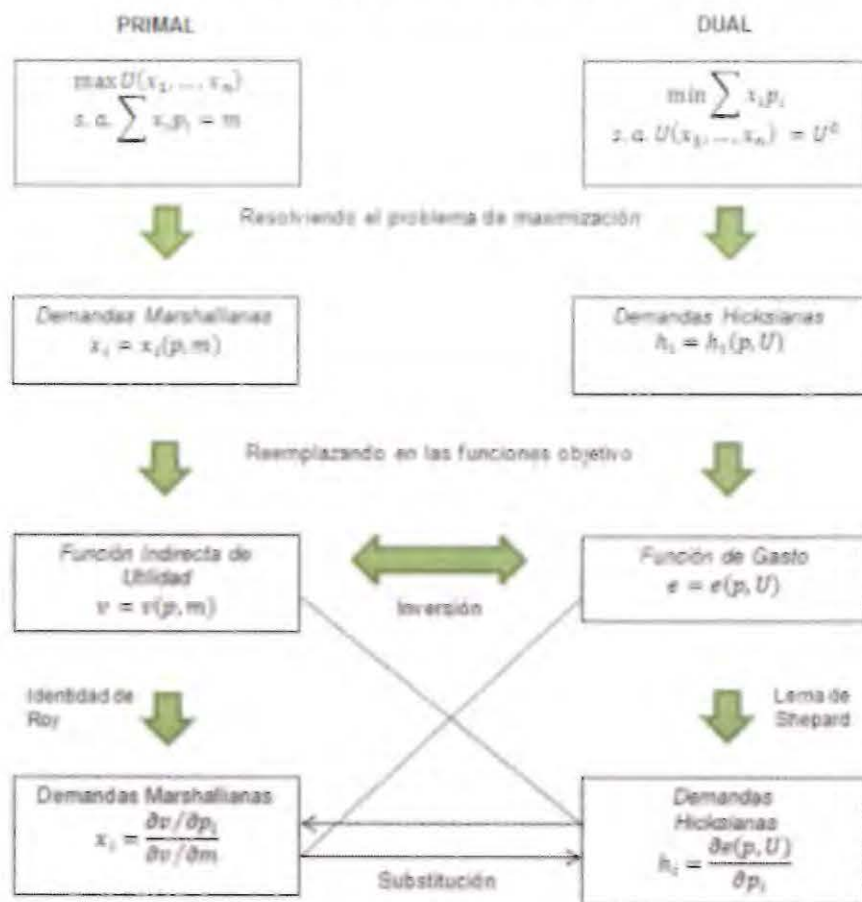 PRIMAL
DUAL
max U(x₁, ..., xₙ)
s. a. ∑ xᵢpᵢ = m
min ∑ xᵢpᵢ
s. a. U(x₁, ..., xₙ) = U⁰
Resolviendo el problema de maximización
Demandas Marshallianas
xᵢ = xᵢ(p, m)
Demandas Hicksianas
hᵢ = hᵢ(p, U)
Reemplazando en las funciones objetivo
Función Indirecta de
Utilidad
v = v(p, m)
Inversión
Función de Gasto
e = e(p, U)
Identidad de
Roy
Lema de
Shepard
Demandas Marshallianas
xᵢ = ∂v/∂pᵢ
∂v/∂m
Substitución
Demandas
Hicksianas
hᵢ = ∂e(p, U)
∂pᵢ